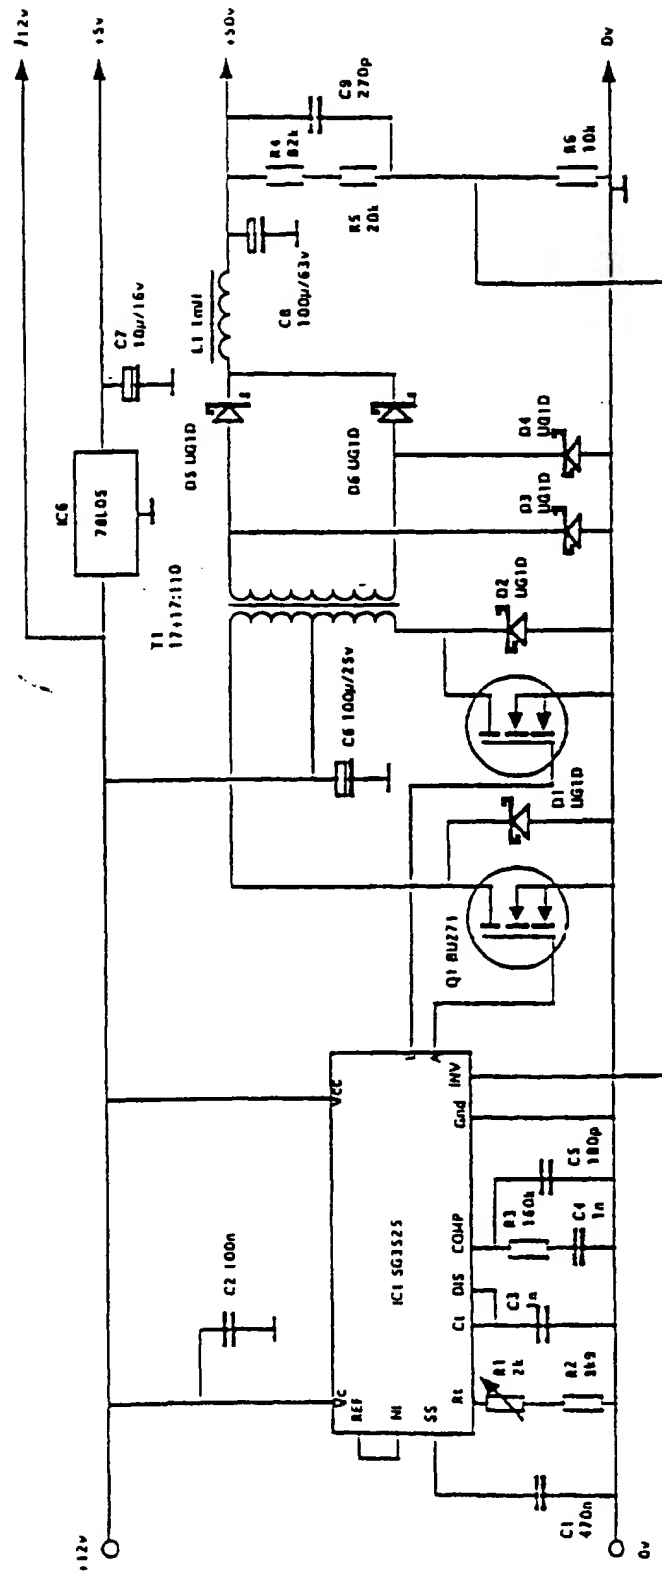 /12v
+5v
+50v
0v
C9
270p
R4
82k
R5
20k
R6
10k
C8
100µ/63v
L1 1mH
C7
10µ/16v
IC6
78L05
D5 UG1D
D6 UG1D
D4
UG1D
D3
UG1D
D2
UG1D
D1
UG1D
T1
17+17:110
C6 100µ/25v
Q1 BUZ71
A
Vcc
INV
Gnd
COMP
DIS
Ct
Rt
SS
NI
REF
Vc
IC1 SG3525
C2 100n
C5
180p
R3
160k
C4
1n
C3
R1
2k
R2
C1
470n
+12v
0v